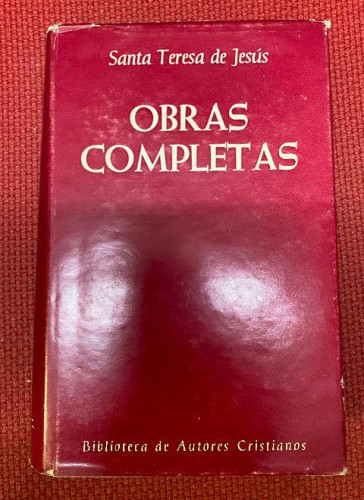 Santa Teresa de Jesús
OBRAS
COMPLETAS
Biblioteca de Autores Cristianos